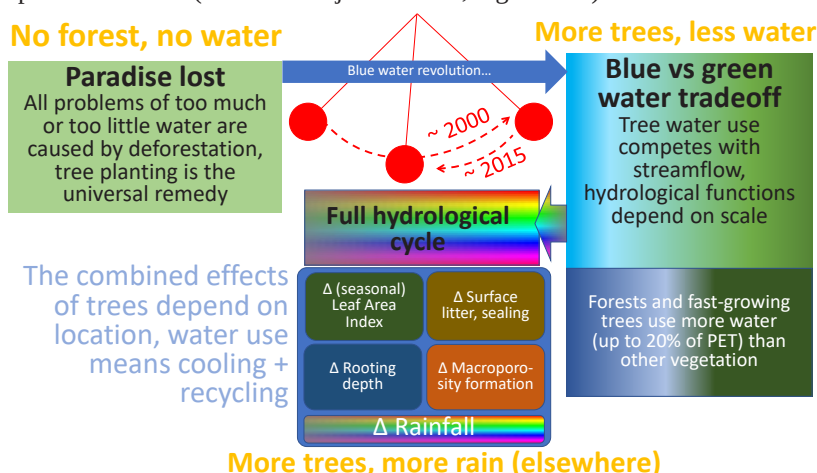 No forest, no water
More trees, less water
Paradise lost
All problems of too much
or too little water are
caused by deforestation,
tree planting is the
universal remedy
Blue water revolution...
~ 2000
~ 2015
Blue vs green
water tradeoff
Tree water use
competes with
streamflow,
hydrological functions
depend on scale
Full hydrological
cycle
The combined effects
of trees depend on
location, water use
means cooling +
recycling
Δ (seasonal)
Leaf Area
Index
Δ Surface
litter, sealing
Δ Rooting
depth
Δ Macroporo-
sity formation
Δ Rainfall
Forests and fast-growing
trees use more water
(up to 20% of PET) than
other vegetation
More trees, more rain (elsewhere)